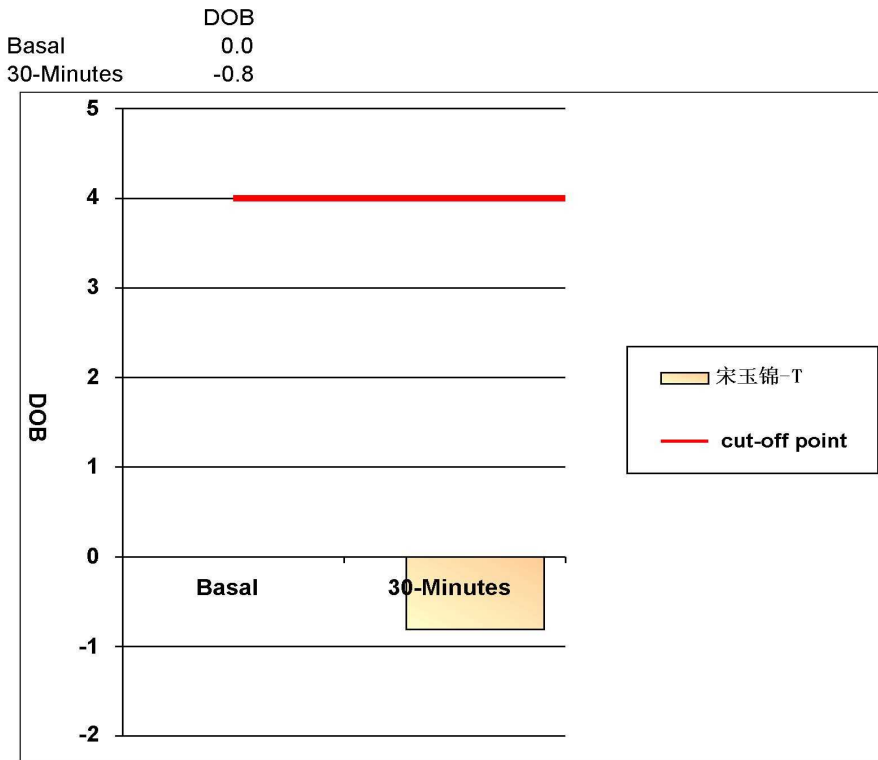 DOB
Basal 0.0
30-Minutes -0.8
5
4
3
2
1
0
-1
-2
DOB
Basal 30-Minutes
宋玉锦-T
cut-off point